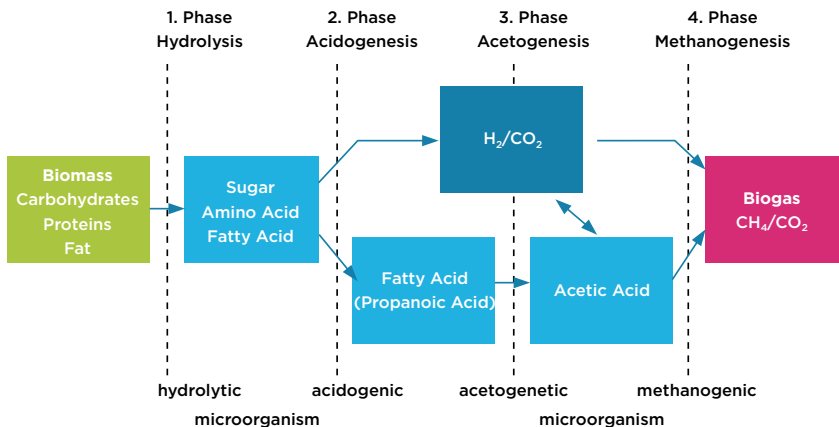 1. Phase
Hydrolysis
2. Phase
Acidogenesis
3. Phase
Acetogenesis
4. Phase
Methanogenesis
Biomass
Carbohydrates
Proteins
Fat
Sugar
Amino Acid
Fatty Acid
H₂/CO₂
Fatty Acid
(Propanoic Acid)
Acetic Acid
Biogas
CH₄/CO₂
hydrolytic
acidogenic
acetogenetic
methanogenic
microorganism
microorganism